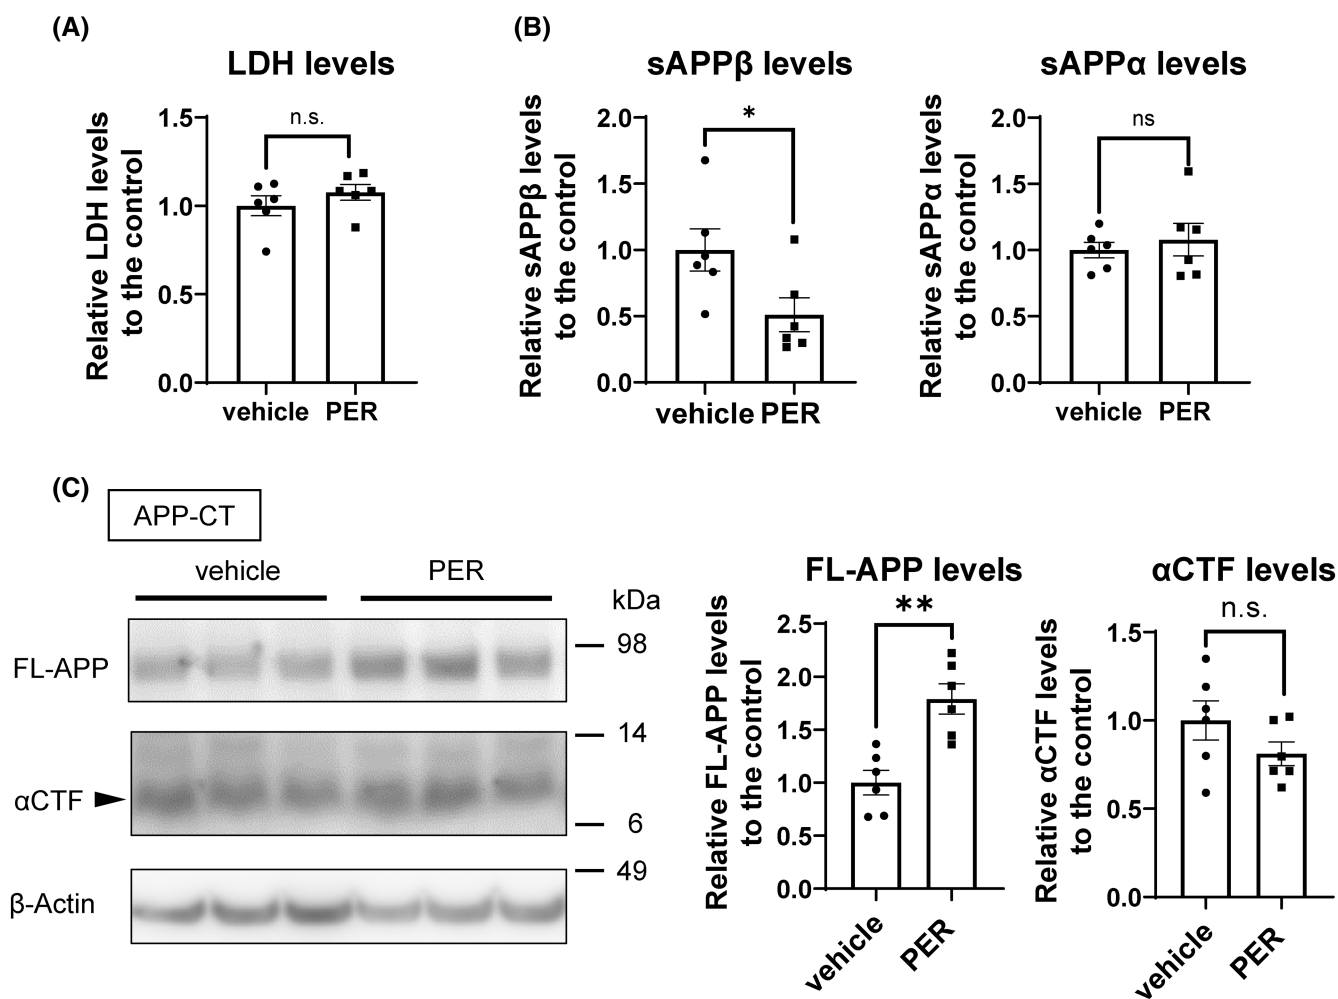 (A)
LDH levels
Relative LDH levels
to the control
1.5
1.0
0.5
0.0
n.s.
vehicle PER
(B)
sAPPβ levels
Relative sAPPβ levels
to the control
2.0
1.5
1.0
0.5
0.0
*
vehicle PER
sAPPα levels
Relative sAPPα levels
to the control
2.0
1.5
1.0
0.5
0.0
ns
vehicle PER
(C)
APP-CT
vehicle PER
kDa
FL-APP
98
αCTF
14
6
β-Actin
49
FL-APP levels
Relative FL-APP levels
to the control
2.5
2.0
1.5
1.0
0.5
0.0
**
vehicle PER
αCTF levels
Relative αCTF levels
to the control
1.5
1.0
0.5
0.0
n.s.
vehicle PER